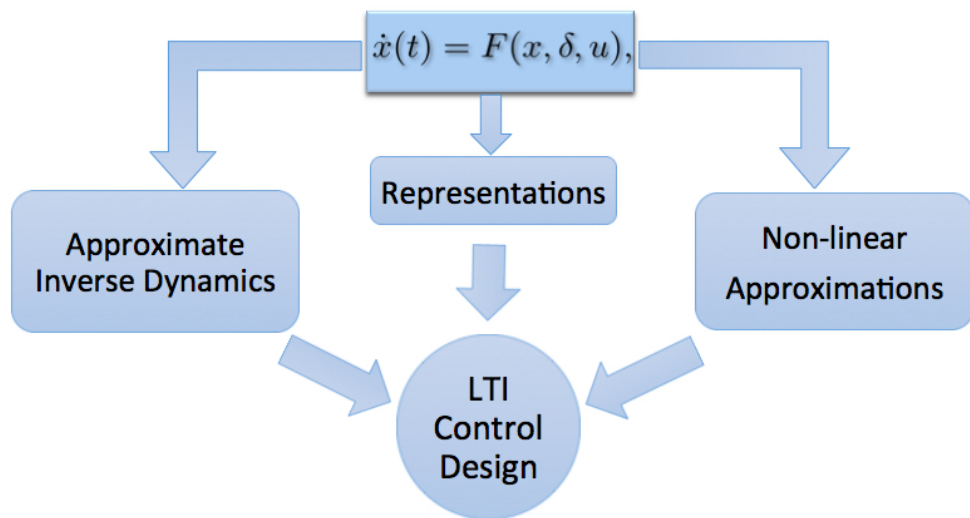 ẋ(t) = F(x, δ, u),
Representations
Approximate
Inverse Dynamics
Non-linear
Approximations
LTI
Control
Design